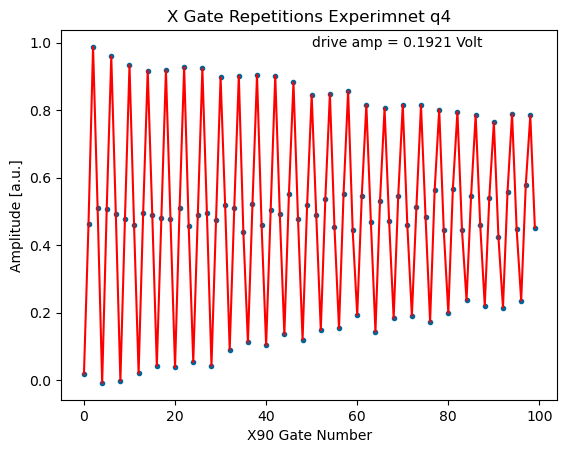 X Gate Repetitions Experimnet q4
drive amp = 0.1921 Volt
Amplitude [a.u.]
1.0
0.8
0.6
0.4
0.2
0.0
0 20 40 60 80 100
X90 Gate Number